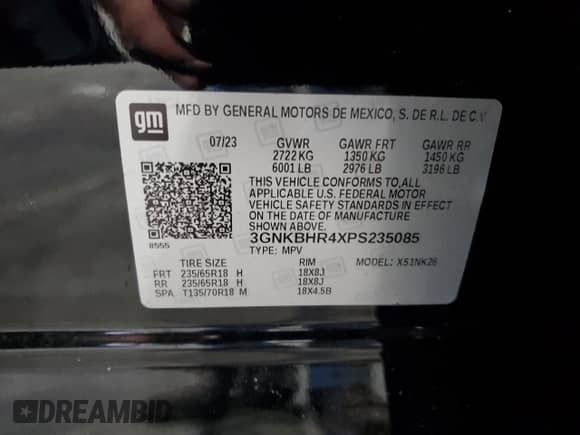 gm MFD BY GENERAL MOTORS DE MEXICO, S. DE R.L. DE C.V.
07/23 GVWR GAWR FRT GAWR RR
2722 KG 1350 KG 1450 KG
6001 LB 2976 LB 3196 LB
THIS VEHICLE CONFORMS TO ALL
APPLICABLE U.S. FEDERAL MOTOR
VEHICLE SAFETY STANDARDS IN EFFECT
ON THE DATE OF MANUFACTURE
SHOWN ABOVE.
8555
3GNKBHR4XPS235085
TYPE: MPV MODEL: X51NK26
TIRE SIZE RIM
FRT 235/65R18 H 18X8J
RR 235/65R18 H 18X8J
SPA T135/70R18 M 18X4.5B
DREAMBID